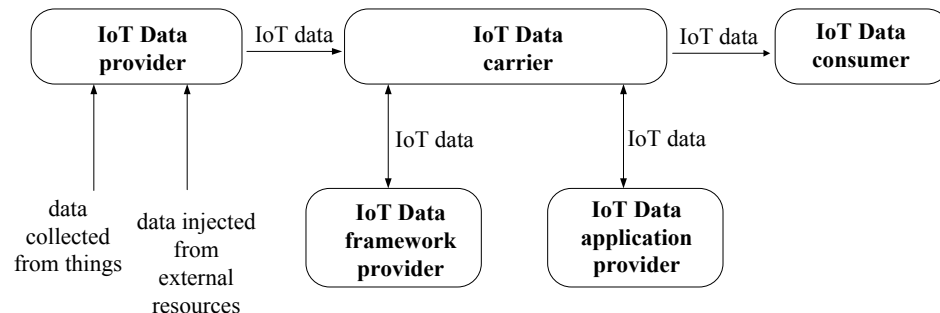 IoT Data
provider
IoT data
IoT Data
carrier
IoT data
IoT Data
consumer
IoT data
IoT data
data
collected
from things
data injected
from
external
resources
IoT Data
framework
provider
IoT Data
application
provider